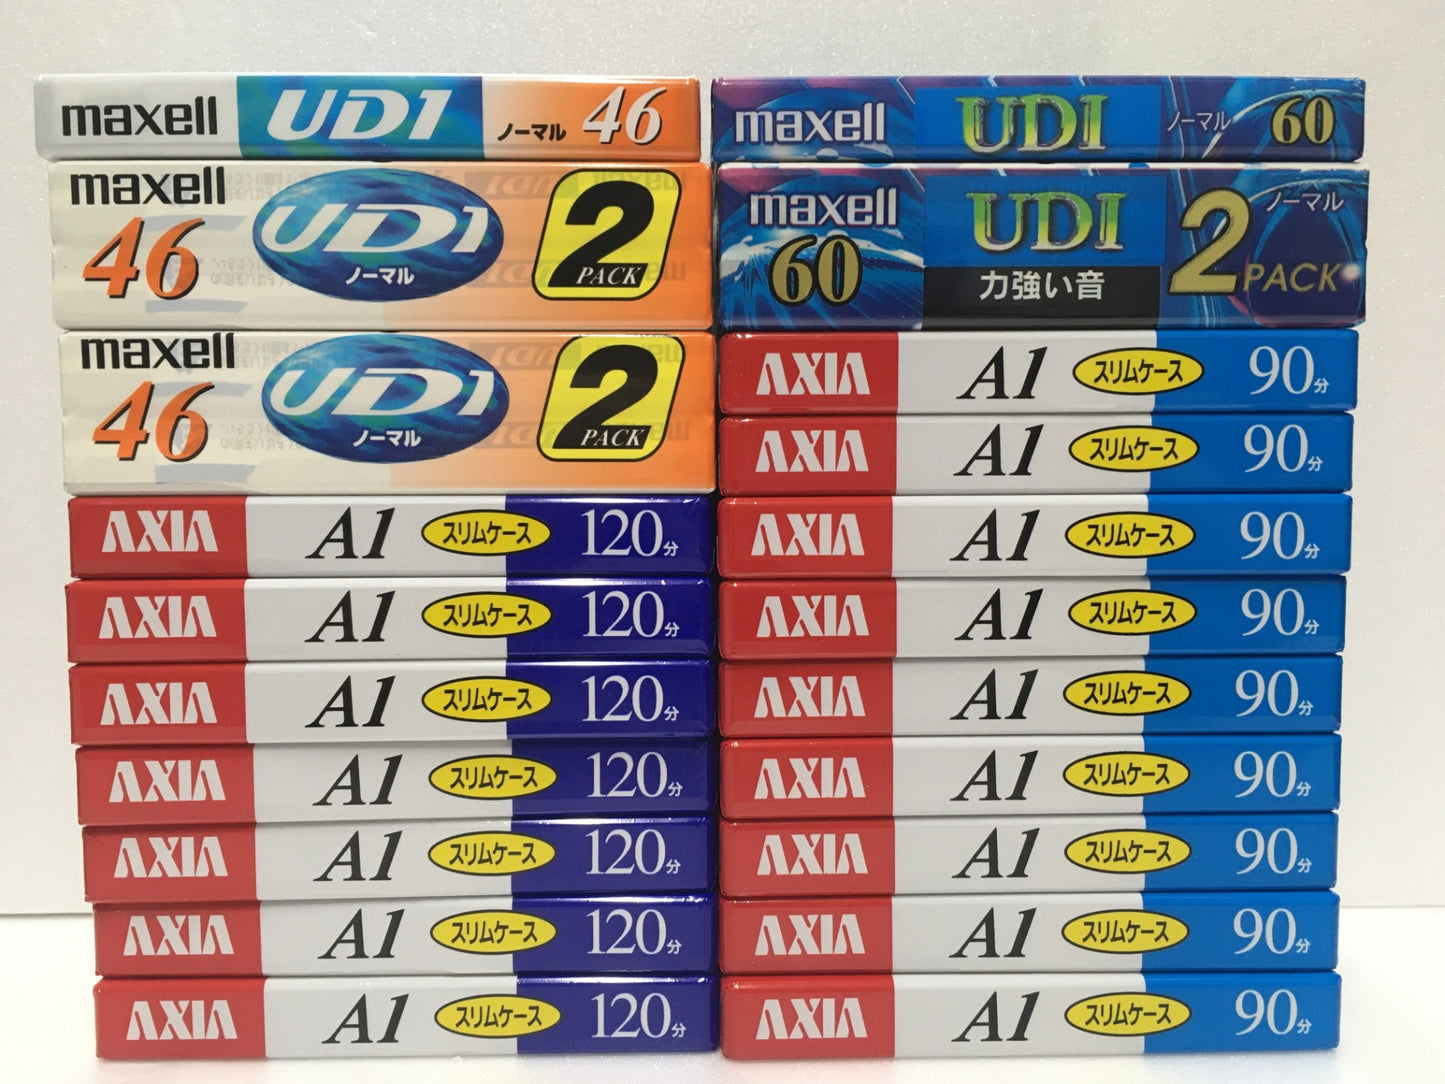 maxell UD1 ノーマル 46
maxell
46
UD1
ノーマル
2
PACK
maxell
46
UD1
ノーマル
2
PACK
AXIA A1 スリムケース 120分
AXIA A1 スリムケース 120分
AXIA A1 スリムケース 120分
AXIA A1 スリムケース 120分
AXIA A1 スリムケース 120分
AXIA A1 スリムケース 120分
AXIA A1 スリムケース 120分
maxell UDI ノーマル 60
maxell
60
UDI
力強い音
2
PACK
ノーマル
AXIA A1 スリムケース 90分
AXIA A1 スリムケース 90分
AXIA A1 スリムケース 90分
AXIA A1 スリムケース 90分
AXIA A1 スリムケース 90分
AXIA A1 スリムケース 90分
AXIA A1 スリムケース 90分
AXIA A1 スリムケース 90分
AXIA A1 スリムケース 90分